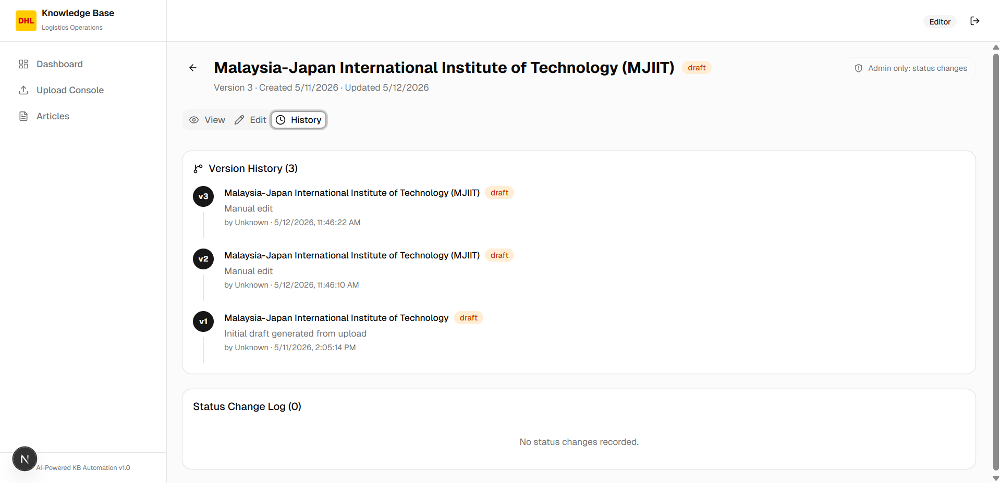 DHL
Knowledge Base
Logistics Operations
Editor
Dashboard
Upload Console
Articles
Malaysia-Japan International Institute of Technology (MJIIT) draft
Admin only: status changes
Version 3 · Created 5/11/2026 · Updated 5/12/2026
View Edit History
Version History (3)
v3
Malaysia-Japan International Institute of Technology (MJIIT) draft
Manual edit
by Unknown · 5/12/2026, 11:46:22 AM
v2
Malaysia-Japan International Institute of Technology (MJIIT) draft
Manual edit
by Unknown · 5/12/2026, 11:46:10 AM
v1
Malaysia-Japan International Institute of Technology draft
Initial draft generated from upload
by Unknown · 5/11/2026, 2:05:14 PM
Status Change Log (0)
No status changes recorded.
N
AI-Powered KB Automation v1.0